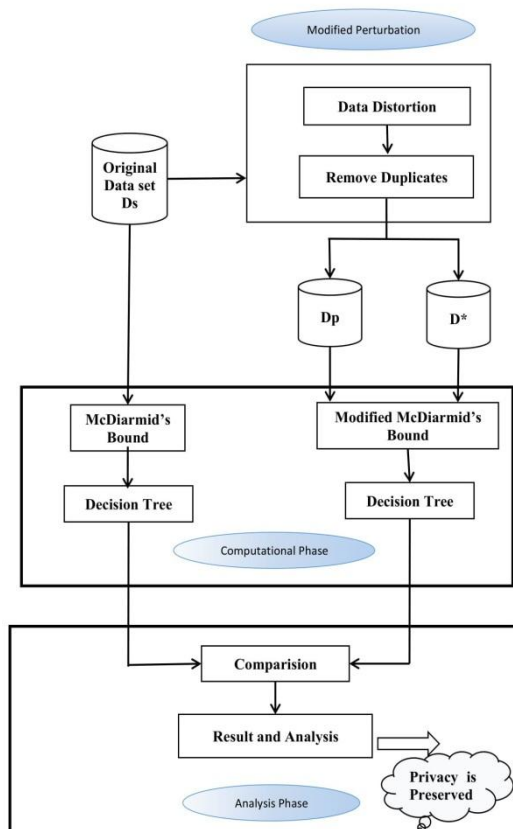 Modified Perturbation
Data Distortion
Remove Duplicates
Original
Data set
Ds
Dp
D*
McDiarmid's
Bound
Modified McDiarmid's
Bound
Decision Tree
Decision Tree
Computational Phase
Comparision
Result and Analysis
Privacy is
Preserved
Analysis Phase